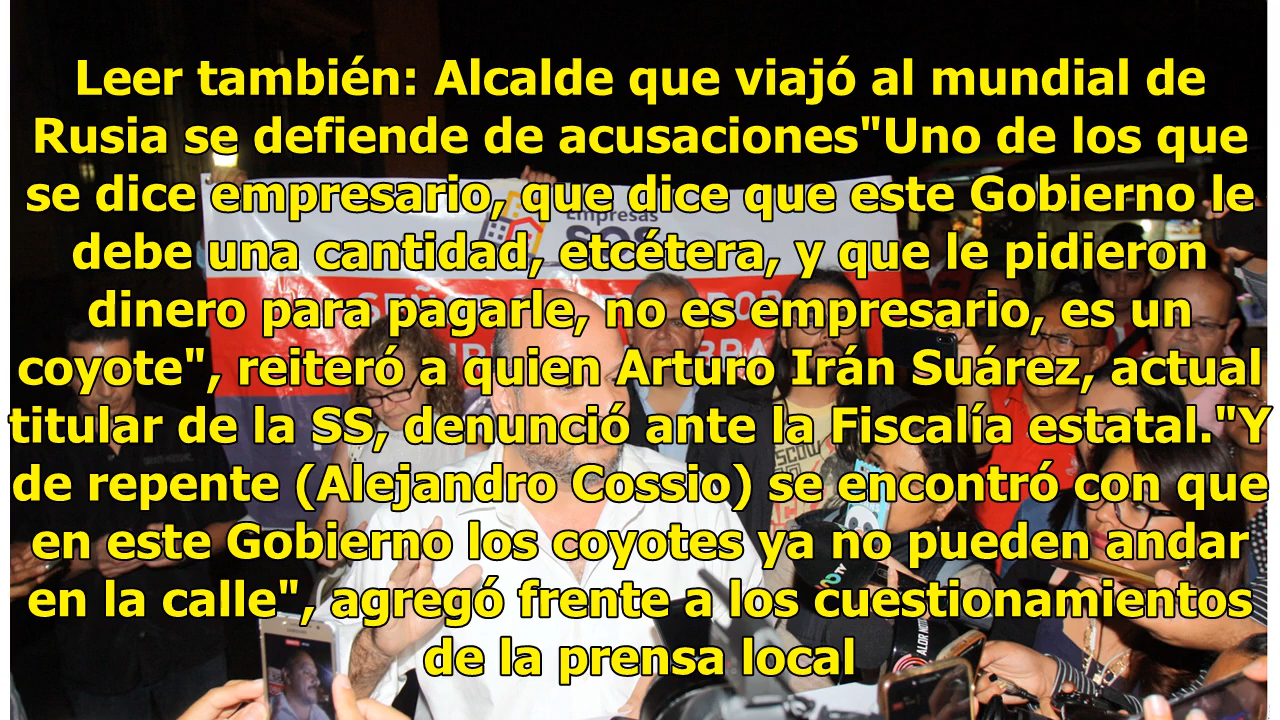 Leer también: Alcalde que viajó al mundial de
Rusia se defiende de acusaciones"Uno de los que
se dice empresario, que dice que este Gobierno le
debe una cantidad, etcétera, y que le pidieron
dinero para pagarle, no es empresario, es un
coyote", reiteró a quien Arturo Irán Suárez, actual
titular de la SS, denunció ante la Fiscalía estatal."Y
de repente (Alejandro Cossio) se encontró con que
en este Gobierno los coyotes ya no pueden andar
en la calle", agregó frente a los cuestionamientos
de la prensa local
Empresas
SOS